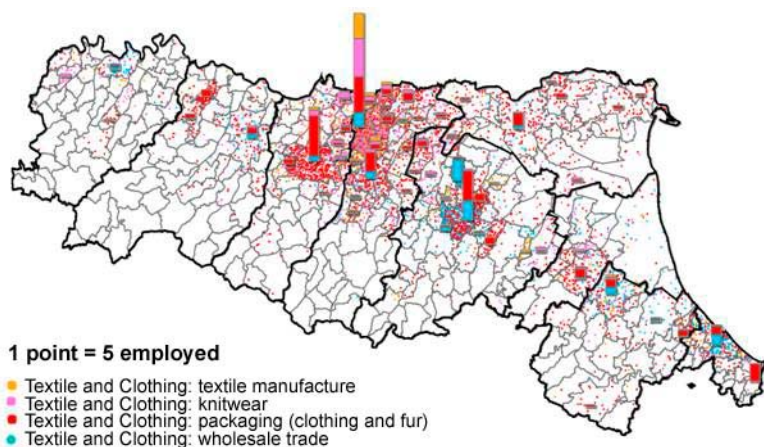 1 point = 5 employed
Textile and Clothing: textile manufacture
Textile and Clothing: knitwear
Textile and Clothing: packaging (clothing and fur)
Textile and Clothing: wholesale trade